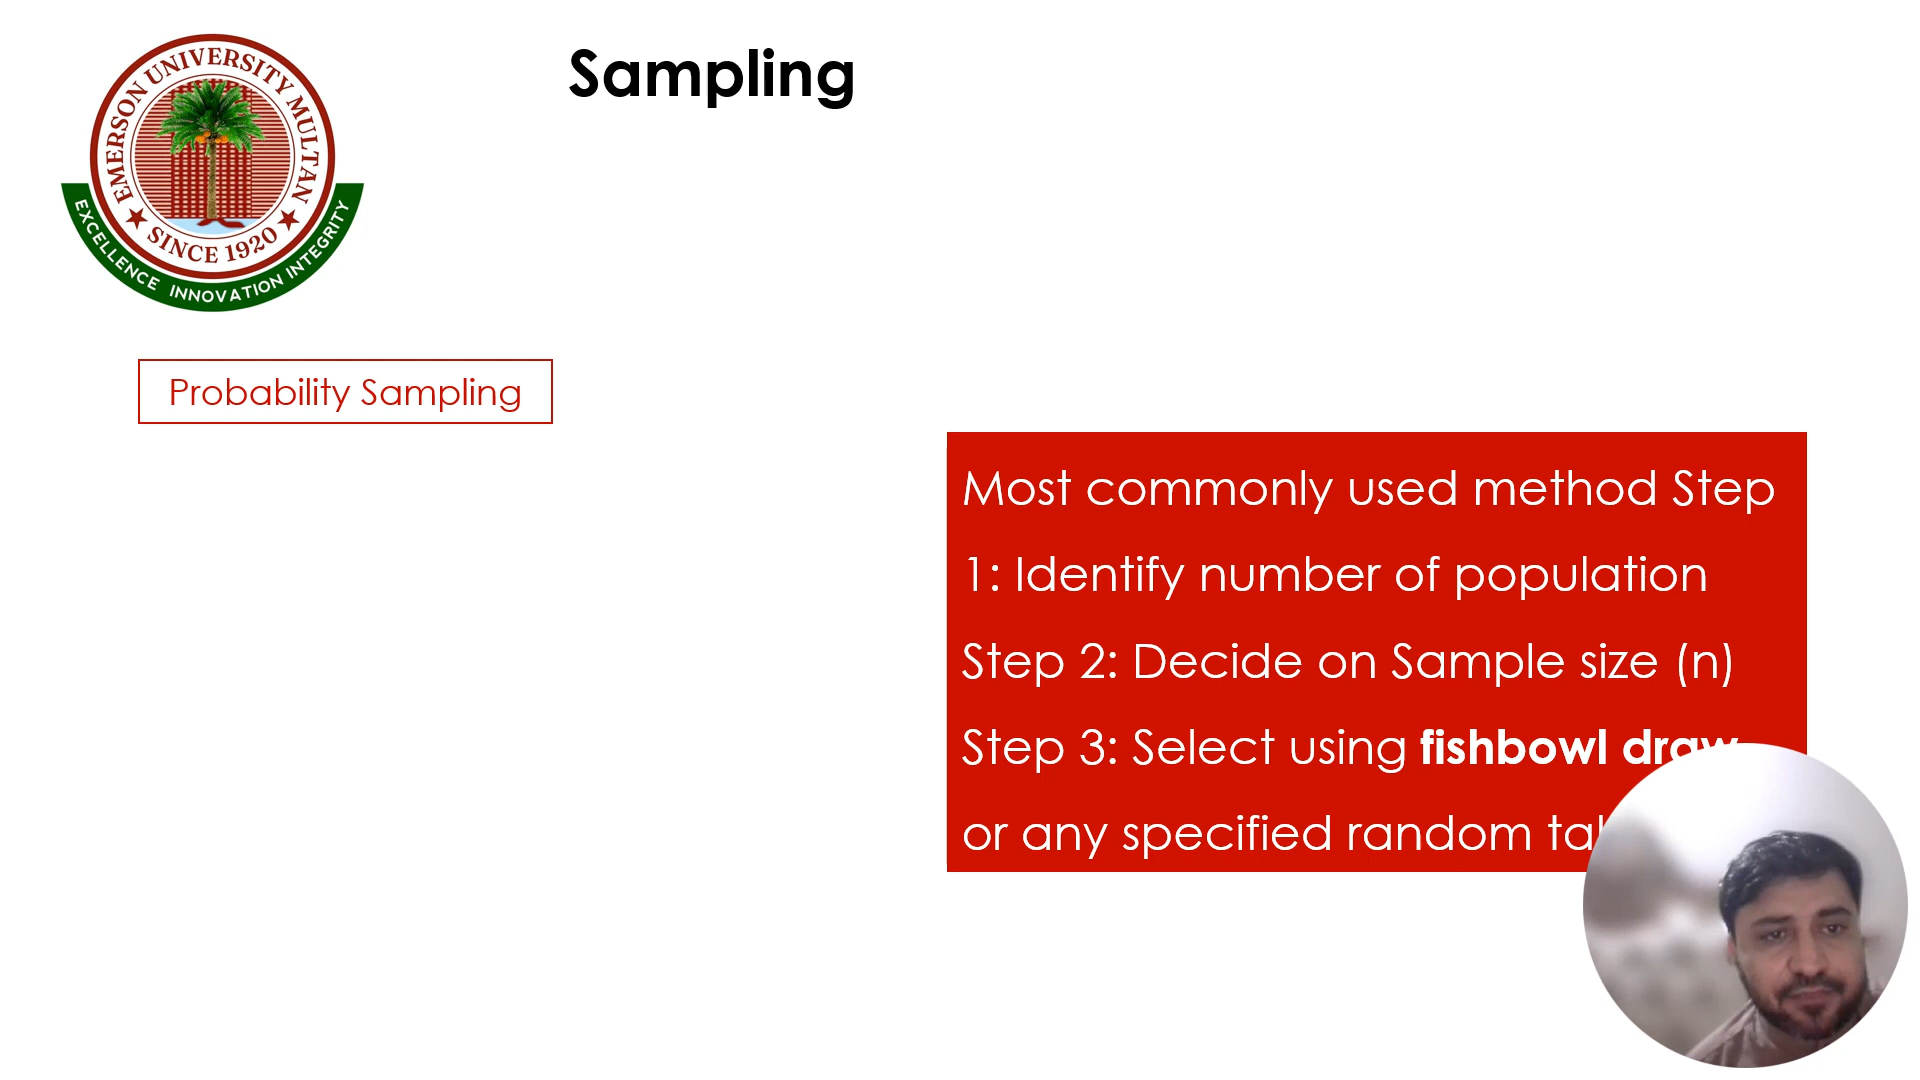 Sampling
EMERSON UNIVERSITY MULTAN
SINCE 1920
EXCELLENCE INNOVATION INTEGRITY
Probability Sampling
Most commonly used method Step
1: Identify number of population
Step 2: Decide on Sample size (n)
Step 3: Select using fishbowl draw
or any specified random